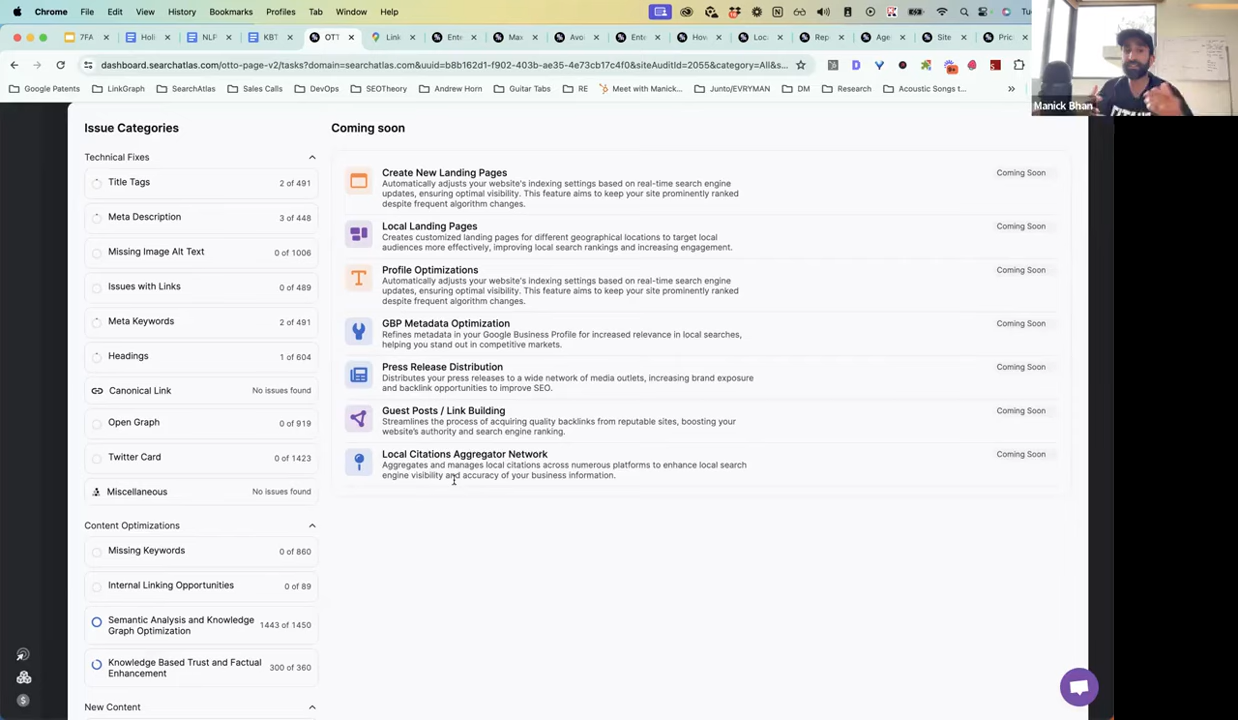 Chrome File Edit View History Bookmarks Profiles Tab Window Help
7FA Holi NLF KBT OTT Link Ente Max Avo Ente How Loca Rep Age Site Pric
dashboard.searchatlas.com/otto-page-v2/tasks?domain=searchatlas.com&uuid=b8b162d1-f902-403b-ae35-4e73cb17c4f0&siteAuditId=2055&category=All&s...
Google Patents LinkGraph SearchAtlas Sales Calls DevOps SEOTheory Andrew Horn Guitar Tabs RE Meet with Manick... Junto/EVRYMAN DM Research Acoustic Songs t...
Manick Bhan
Issue Categories
Technical Fixes
Title Tags 2 of 491
Meta Description 3 of 448
Missing Image Alt Text 0 of 1006
Issues with Links 0 of 489
Meta Keywords 2 of 491
Headings 1 of 604
Canonical Link No issues found
Open Graph 0 of 919
Twitter Card 0 of 1423
Miscellaneous No issues found
Content Optimizations
Missing Keywords 0 of 860
Internal Linking Opportunities 0 of 89
Semantic Analysis and Knowledge
Graph Optimization 1443 of 1450
Knowledge Based Trust and Factual
Enhancement 300 of 360
New Content
Coming soon
Create New Landing Pages Coming Soon
Automatically adjusts your website's indexing settings based on real-time search engine
updates, ensuring optimal visibility. This feature aims to keep your site prominently ranked
despite frequent algorithm changes.
Local Landing Pages Coming Soon
Creates customized landing pages for different geographical locations to target local
audiences more effectively, improving local search rankings and increasing engagement.
Profile Optimizations Coming Soon
Automatically adjusts your website's indexing settings based on real-time search engine
updates, ensuring optimal visibility. This feature aims to keep your site prominently ranked
despite frequent algorithm changes.
GBP Metadata Optimization Coming Soon
Refines metadata in your Google Business Profile for increased relevance in local searches,
helping you stand out in competitive markets.
Press Release Distribution Coming Soon
Distributes your press releases to a wide network of media outlets, increasing brand exposure
and backlink opportunities to improve SEO.
Guest Posts / Link Building Coming Soon
Streamlines the process of acquiring quality backlinks from reputable sites, boosting your
website's authority and search engine ranking.
Local Citations Aggregator Network Coming Soon
Aggregates and manages local citations across numerous platforms to enhance local search
engine visibility and accuracy of your business information.